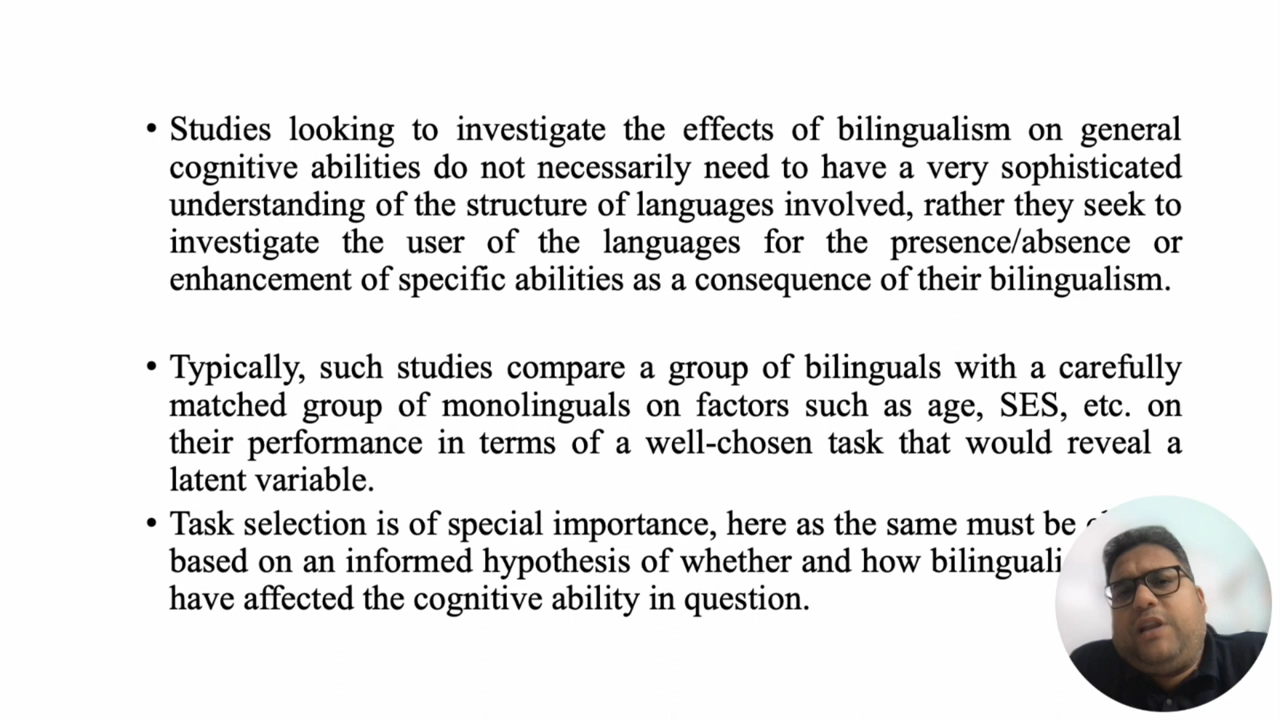 • Studies looking to investigate the effects of bilingualism on general
cognitive abilities do not necessarily need to have a very sophisticated
understanding of the structure of languages involved, rather they seek to
investigate the user of the languages for the presence/absence or
enhancement of specific abilities as a consequence of their bilingualism.
• Typically, such studies compare a group of bilinguals with a carefully
matched group of monolinguals on factors such as age, SES, etc. on
their performance in terms of a well-chosen task that would reveal a
latent variable.
• Task selection is of special importance, here as the same must be
based on an informed hypothesis of whether and how
have affected the cognitive ability in question.